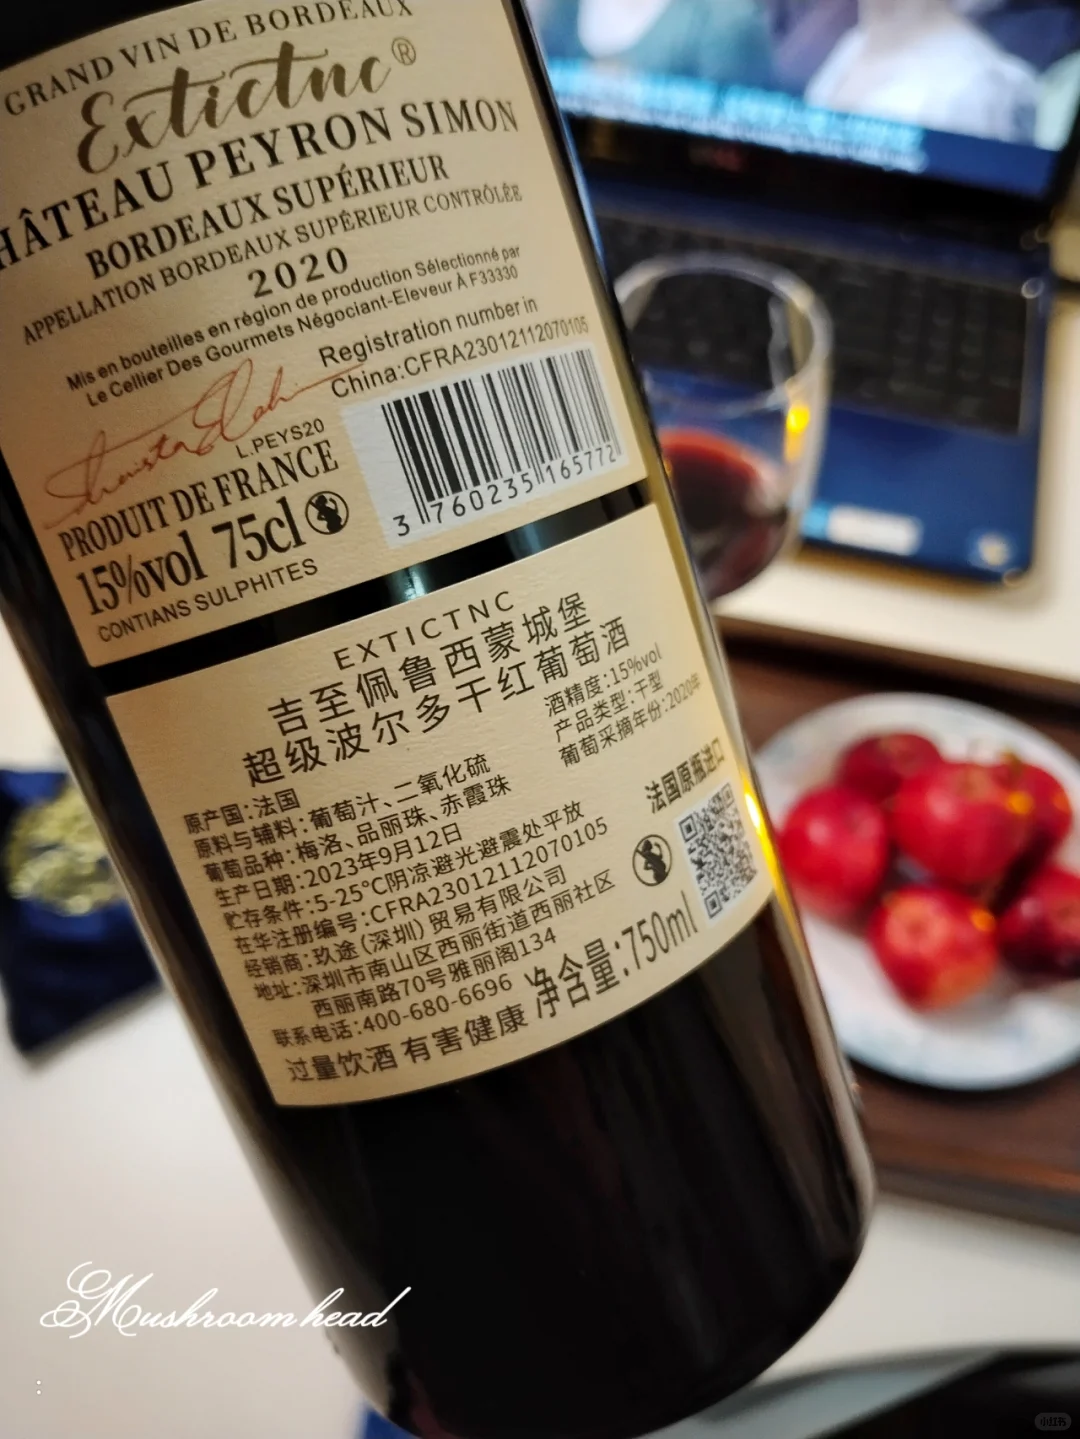 GRAND VIN DE BORDEAUX
Extictnc®
HÂTEAU PEYRON SIMON
BORDEAUX SUPÉRIEUR
APPELLATION BORDEAUX SUPÉRIEUR CONTRÔLÉE
2020
Mis en bouteilles en région de production Sélectionné par
Le Cellier Des Gourmets Négociant-Eleveur À F33330
Registration number in
China:CFRA23012112070105
L.PEYS20
PRODUIT DE FRANCE
15%vol 75cl
CONTIANS SULPHITES
3 760235 165772
EXTICTNC
吉至佩鲁西蒙城堡
超级波尔多干红葡萄酒
酒精度:15%vol
产品类型:干型
葡萄采摘年份:2020年
原产国:法国
原料与辅料:葡萄汁、二氧化硫
葡萄品种:梅洛、品丽珠、赤霞珠
生产日期:2023年9月12日
贮存条件:5-25°C阴凉避光避震处平放
在华注册编号:CFRA23012112070105
经销商:玖途(深圳)贸易有限公司
地址:深圳市南山区西丽街道西丽社区
西丽南路70号雅丽阁134
联系电话:400-680-6696
法国原瓶进口
净含量:750ml
过量饮酒 有害健康
Mushroom head
:
小红书